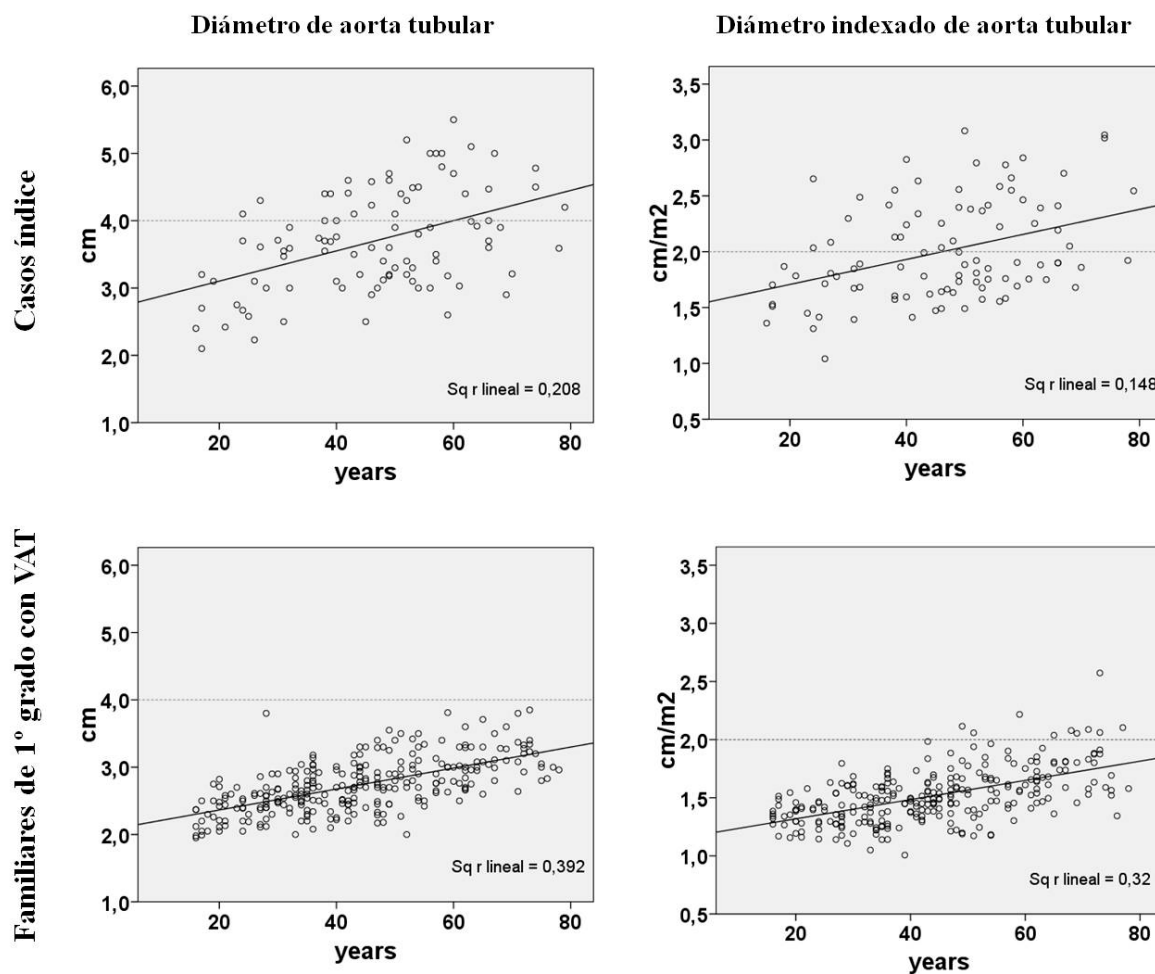 Diámetro de aorta tubular
Diámetro indexado de aorta tubular
Casos índice
6,0
5,0
4,0
3,0
2,0
1,0
cm
20
40
60
80
years
Sq r lineal = 0,208
3,5
3,0
2,5
2,0
1,5
1,0
0,5
cm/m2
20
40
60
80
years
Sq r lineal = 0,148
Familiares de 1º grado con VAT
6,0
5,0
4,0
3,0
2,0
1,0
cm
20
40
60
80
years
Sq r lineal = 0,392
3,5
3,0
2,5
2,0
1,5
1,0
0,5
cm/m2
20
40
60
80
years
Sq r lineal = 0,32